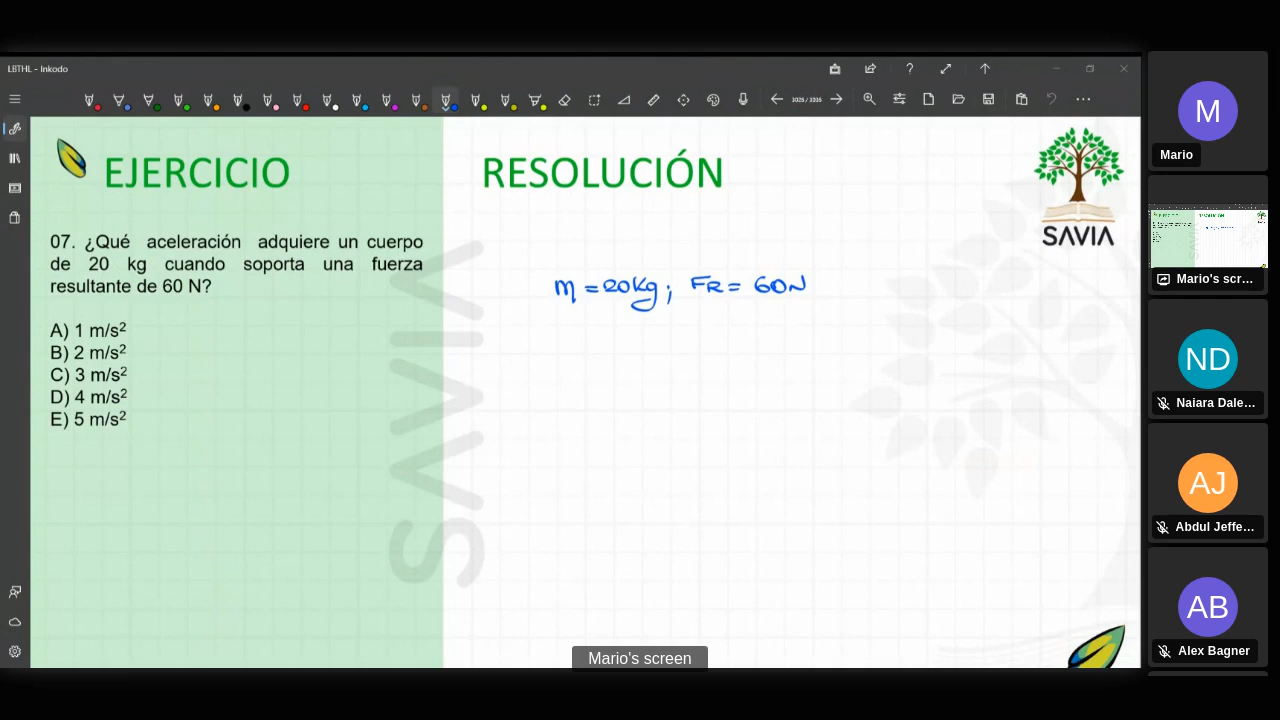 LBTHL - Inkodo
3025 / 3335
EJERCICIO
RESOLUCIÓN
SAVIA
07. ¿Qué aceleración adquiere un cuerpo
de 20 kg cuando soporta una fuerza
resultante de 60 N?
A) 1 m/s²
B) 2 m/s²
C) 3 m/s²
D) 4 m/s²
E) 5 m/s²
m = 20kg ; FR = 60N
SAVIA
Mario's screen
M
Mario
Mario's scr...
ND
Naiara Dale...
AJ
Abdul Jeffe...
AB
Alex Bagner